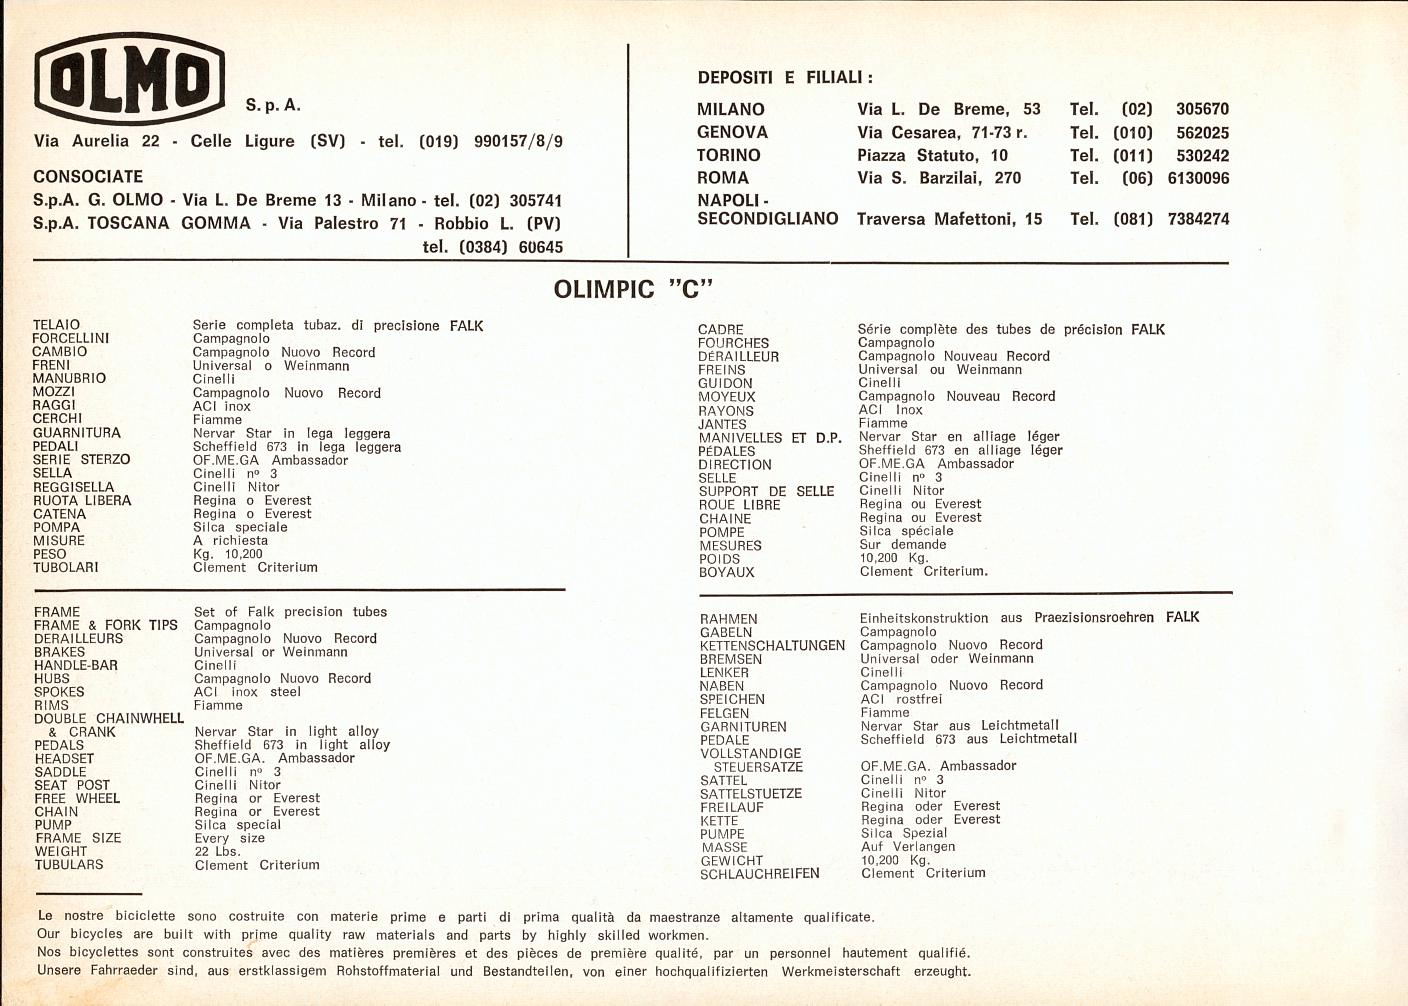 OLMO S.p.A.
Via Aurelia 22 - Celle Ligure (SV) - tel. (019) 990157/8/9
CONSOCIATE
S.p.A. G. OLMO - Via L. De Breme 13 - Milano - tel. (02) 305741
S.p.A. TOSCANA GOMMA - Via Palestro 71 - Robbio L. (PV)
tel. (0384) 60645
DEPOSITI E FILIALI :
MILANO Via L. De Breme, 53 Tel. (02) 305670
GENOVA Via Cesarea, 71-73 r. Tel. (010) 562025
TORINO Piazza Statuto, 10 Tel. (011) 530242
ROMA Via S. Barzilai, 270 Tel. (06) 6130096
NAPOLI -
SECONDIGLIANO Traversa Mafettoni, 15 Tel. (081) 7384274
OLIMPIC "C"
TELAIO Serie completa tubaz. di precisione FALK
FORCELLINI Campagnolo
CAMBIO Campagnolo Nuovo Record
FRENI Universal o Weinmann
MANUBRIO Cinelli
MOZZI Campagnolo Nuovo Record
RAGGI ACI inox
CERCHI Fiamme
GUARNITURA Nervar Star in lega leggera
PEDALI Scheffield 673 in lega leggera
SERIE STERZO OF.ME.GA Ambassador
SELLA Cinelli nº 3
REGGISELLA Cinelli Nitor
RUOTA LIBERA Regina o Everest
CATENA Regina o Everest
POMPA Silca speciale
MISURE A richiesta
PESO Kg. 10,200
TUBOLARI Clement Criterium
CADRE Série complète des tubes de précision FALK
FOURCHES Campagnolo
DÉRAILLEUR Campagnolo Nouveau Record
FREINS Universal ou Weinmann
GUIDON Cinelli
MOYEUX Campagnolo Nouveau Record
RAYONS ACI Inox
JANTES Fiamme
MANIVELLES ET D.P. Nervar Star en alliage léger
PÉDALES Sheffield 673 en alliage léger
DIRECTION OF.ME.GA Ambassador
SELLE Cinelli nº 3
SUPPORT DE SELLE Cinelli Nitor
ROUE LIBRE Regina ou Everest
CHAINE Regina ou Everest
POMPE Silca spéciale
MESURES Sur demande
POIDS 10,200 Kg.
BOYAUX Clement Criterium.
FRAME Set of Falk precision tubes
FRAME & FORK TIPS Campagnolo
DERAILLEURS Campagnolo Nuovo Record
BRAKES Universal or Weinmann
HANDLE-BAR Cinelli
HUBS Campagnolo Nuovo Record
SPOKES ACI inox steel
RIMS Fiamme
DOUBLE CHAINWHELL
& CRANK Nervar Star in light alloy
PEDALS Sheffield 673 in light alloy
HEADSET OF.ME.GA. Ambassador
SADDLE Cinelli nº 3
SEAT POST Cinelli Nitor
FREE WHEEL Regina or Everest
CHAIN Regina or Everest
PUMP Silca special
FRAME SIZE Every size
WEIGHT 22 Lbs.
TUBULARS Clement Criterium
RAHMEN Einheitskonstruktion aus Praezisionsroehren FALK
GABELN Campagnolo
KETTENSCHALTUNGEN Campagnolo Nuovo Record
BREMSEN Universal oder Weinmann
LENKER Cinelli
NABEN Campagnolo Nuovo Record
SPEICHEN ACI rostfrei
FELGEN Fiamme
GARNITUREN Nervar Star aus Leichtmetall
PEDALE Scheffield 673 aus Leichtmetall
VOLLSTANDIGE
STEUERSATZE OF.ME.GA. Ambassador
SATTEL Cinelli nº 3
SATTELSTUETZE Cinelli Nitor
FREILAUF Regina oder Everest
KETTE Regina oder Everest
PUMPE Silca Spezial
MASSE Auf Verlangen
GEWICHT 10,200 Kg.
SCHLAUCHREIFEN Clement Criterium
Le nostre biciclette sono costruite con materie prime e parti di prima qualità da maestranze altamente qualificate.
Our bicycles are built with prime quality raw materials and parts by highly skilled workmen.
Nos bicyclettes sont construites avec des matières premières et des pièces de première qualité, par un personnel hautement qualifié.
Unsere Fahrraeder sind, aus erstklassigem Rohstoffmaterial und Bestandteilen, von einer hochqualifizierten Werkmeisterschaft erzeught.